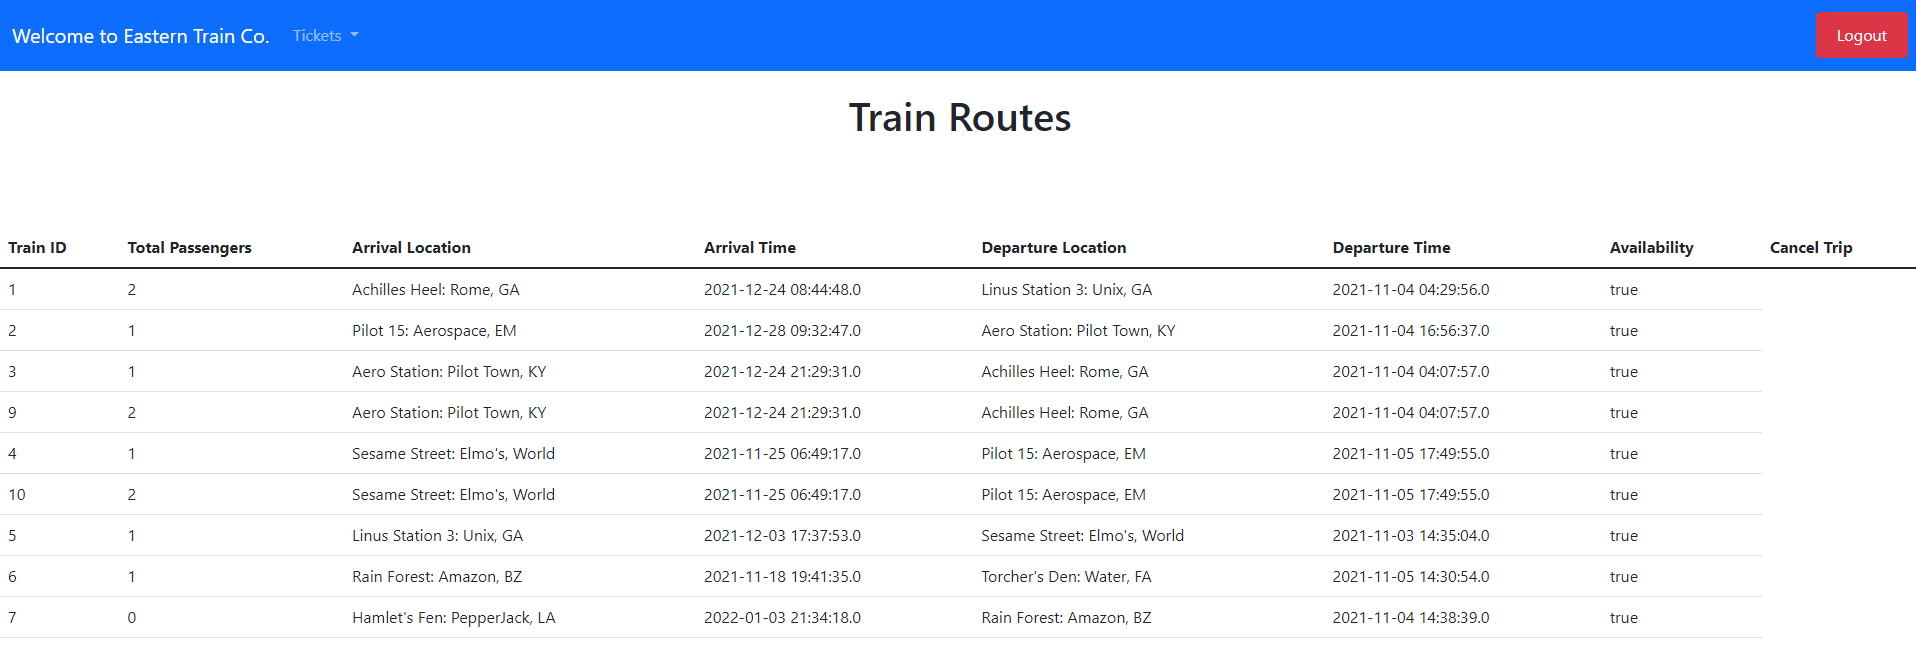 Welcome to Eastern Train Co. Tickets Logout
Train Routes
Train ID Total Passengers Arrival Location Arrival Time Departure Location Departure Time Availability Cancel Trip
1 2 Achilles Heel: Rome, GA 2021-12-24 08:44:48.0 Linus Station 3: Unix, GA 2021-11-04 04:29:56.0 true
2 1 Pilot 15: Aerospace, EM 2021-12-28 09:32:47.0 Aero Station: Pilot Town, KY 2021-11-04 16:56:37.0 true
3 1 Aero Station: Pilot Town, KY 2021-12-24 21:29:31.0 Achilles Heel: Rome, GA 2021-11-04 04:07:57.0 true
9 2 Aero Station: Pilot Town, KY 2021-12-24 21:29:31.0 Achilles Heel: Rome, GA 2021-11-04 04:07:57.0 true
4 1 Sesame Street: Elmo's, World 2021-11-25 06:49:17.0 Pilot 15: Aerospace, EM 2021-11-05 17:49:55.0 true
10 2 Sesame Street: Elmo's, World 2021-11-25 06:49:17.0 Pilot 15: Aerospace, EM 2021-11-05 17:49:55.0 true
5 1 Linus Station 3: Unix, GA 2021-12-03 17:37:53.0 Sesame Street: Elmo's, World 2021-11-03 14:35:04.0 true
6 1 Rain Forest: Amazon, BZ 2021-11-18 19:41:35.0 Torcher's Den: Water, FA 2021-11-05 14:30:54.0 true
7 0 Hamlet's Fen: PepperJack, LA 2022-01-03 21:34:18.0 Rain Forest: Amazon, BZ 2021-11-04 14:38:39.0 true